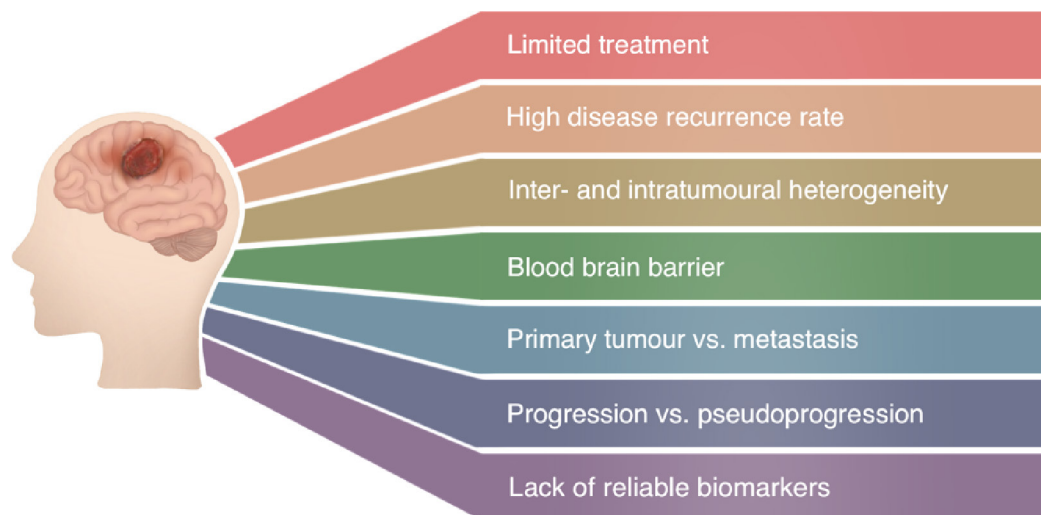 Limited treatment
High disease recurrence rate
Inter- and intratumoural heterogeneity
Blood brain barrier
Primary tumour vs. metastasis
Progression vs. pseudoprogression
Lack of reliable biomarkers